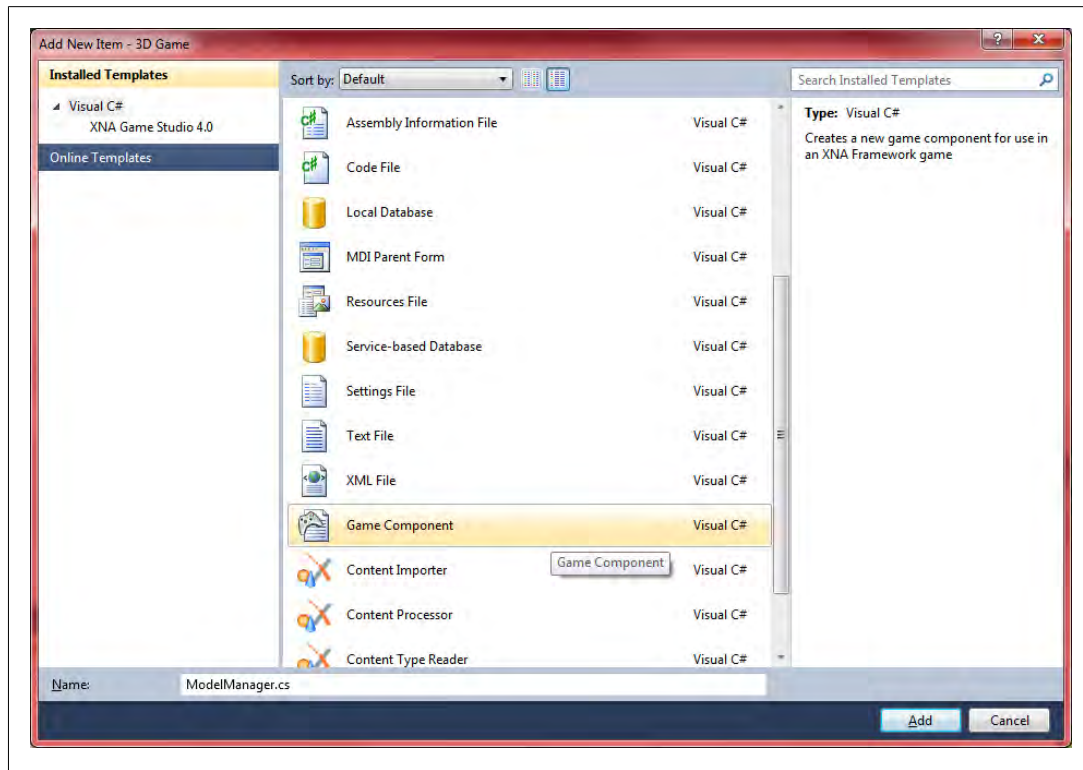 Add New Item - 3D Game
Installed Templates
Visual C#
XNA Game Studio 4.0
Online Templates
Sort by: Default
Search Installed Templates
Assembly Information File Visual C#
Code File Visual C#
Local Database Visual C#
MDI Parent Form Visual C#
Resources File Visual C#
Service-based Database Visual C#
Settings File Visual C#
Text File Visual C#
XML File Visual C#
Game Component Visual C#
Game Component
Content Importer Visual C#
Content Processor Visual C#
Content Type Reader Visual C#
Type: Visual C#
Creates a new game component for use in
an XNA Framework game
Name: ModelManager.cs
Add Cancel